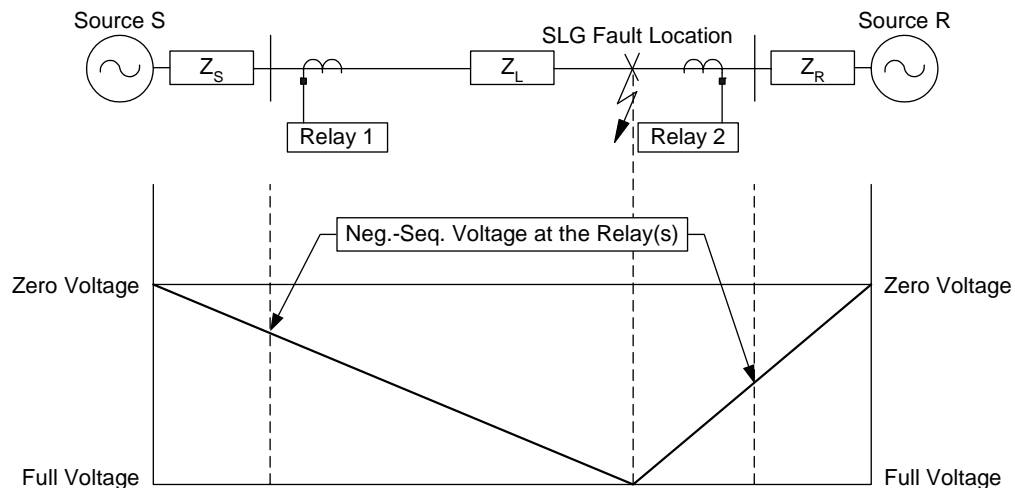 Source S
Source R
SLG Fault Location
Z_S
Z_L
Z_R
Relay 1
Relay 2
Neg.-Seq. Voltage at the Relay(s)
Zero Voltage
Zero Voltage
Full Voltage
Full Voltage